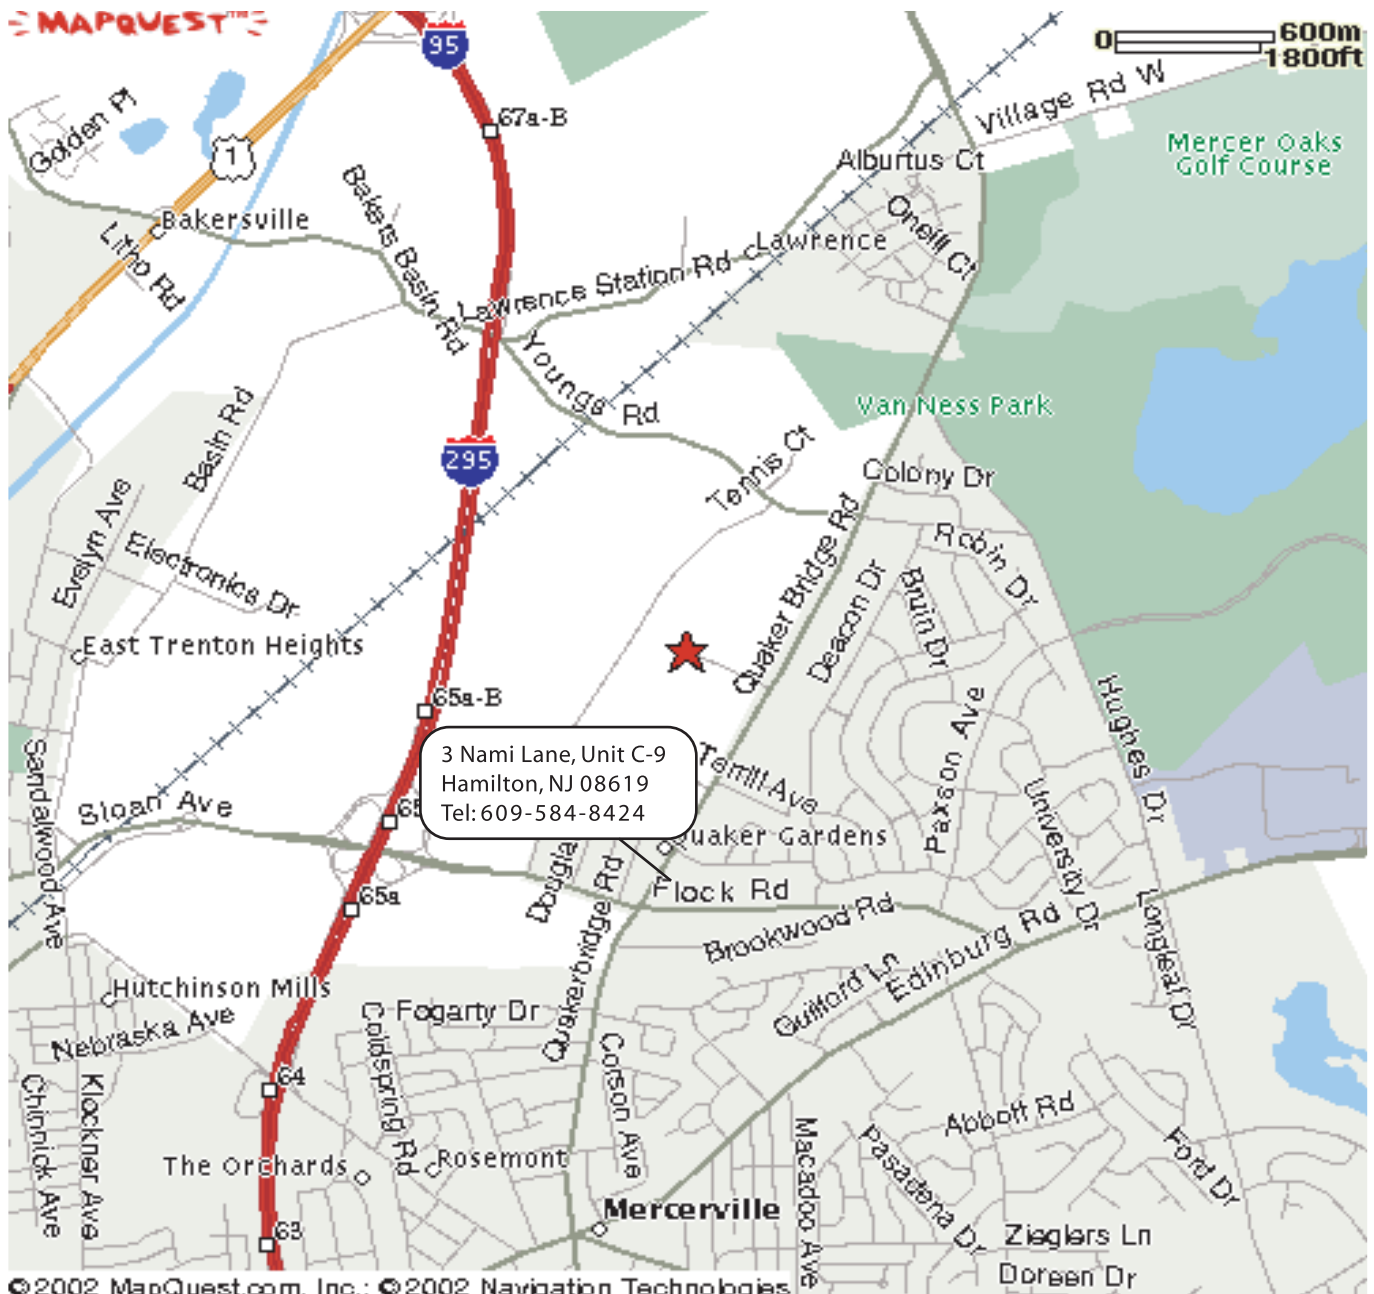 MAPQUEST™
95
0 600m
1800ft
67a-B
Village Rd W
Golden Pl
1
Alburtus Ct
Mercer Oaks
Golf Course
Bakersville
Bakers Basin Rd
Oneill Ct
Litho Rd
Lawrence
Lawrence Station Rd
Youngs Rd
Van Ness Park
Basin Rd
295
Tennis Ct
Colony Dr
Evelyn Ave
Electronics Dr
Quaker Bridge Rd
Robin Dr
Deacon Dr
Bruin Dr
East Trenton Heights
65a-B
Hughes Dr
Paxson Ave
Sandalwood Ave
3 Nami Lane, Unit C-9
Hamilton, NJ 08619
Tel: 609-584-8424
Terrill Ave
University Dr
Sloan Ave
65
Quaker Gardens
Dougla
Flock Rd
65a
Quakerbridge Rd
Brookwood Rd
Edinburg Rd
Longleaf Dr
Guilford Ln
Hutchinson Mills
Fogarty Dr
Nebraska Ave
Coldspring Rd
Corson Ave
64
Chinnick Ave
Klockner Ave
Abbott Rd
Macadoo Ave
Pasadena Dr
Ford Dr
The Orchards
Rosemont
Mercerville
63
Zieglers Ln
Doreen Dr
©2002 MapQuest.com, Inc.; ©2002 Navigation Technologies